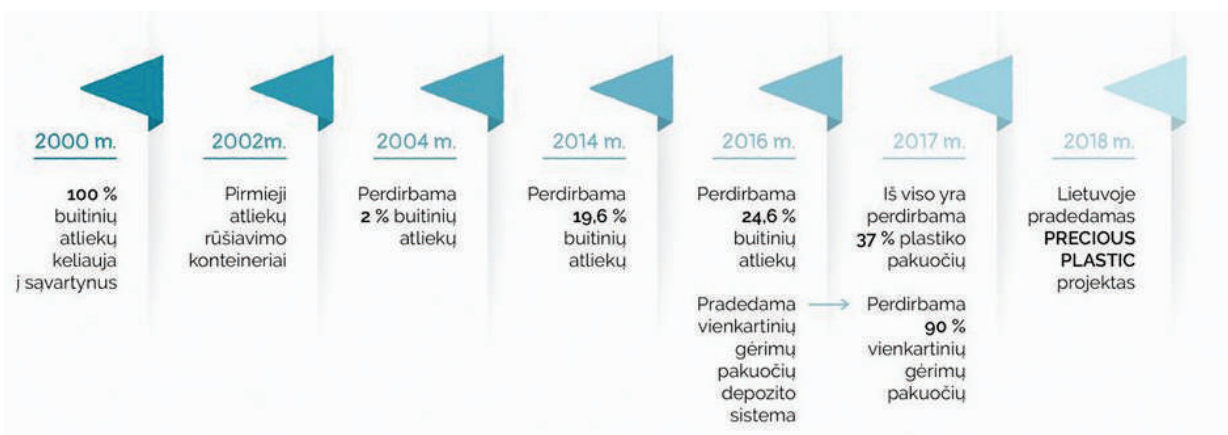 2000 m.
100 %
buitinių
atliekų
keliauja
į sąvartynus
2002m.
Pirmieji
atliekų
rūšiavimo
konteineriai
2004 m.
Perdirbama
2 % buitinių
atliekų
2014 m.
Perdirbama
19,6 %
buitinių
atliekų
2016 m.
Perdirbama
24,6 %
buitinių
atliekų
Pradedama
vienkartinių
gėrimų
pakuočių
depozito
sistema
2017 m.
Iš viso yra
perdirbama
37 % plastiko
pakuočių
Perdirbama
90 %
vienkartinių
gėrimų
pakuočių
2018 m.
Lietuvoje
pradedamas
PRECIOUS
PLASTIC
projektas